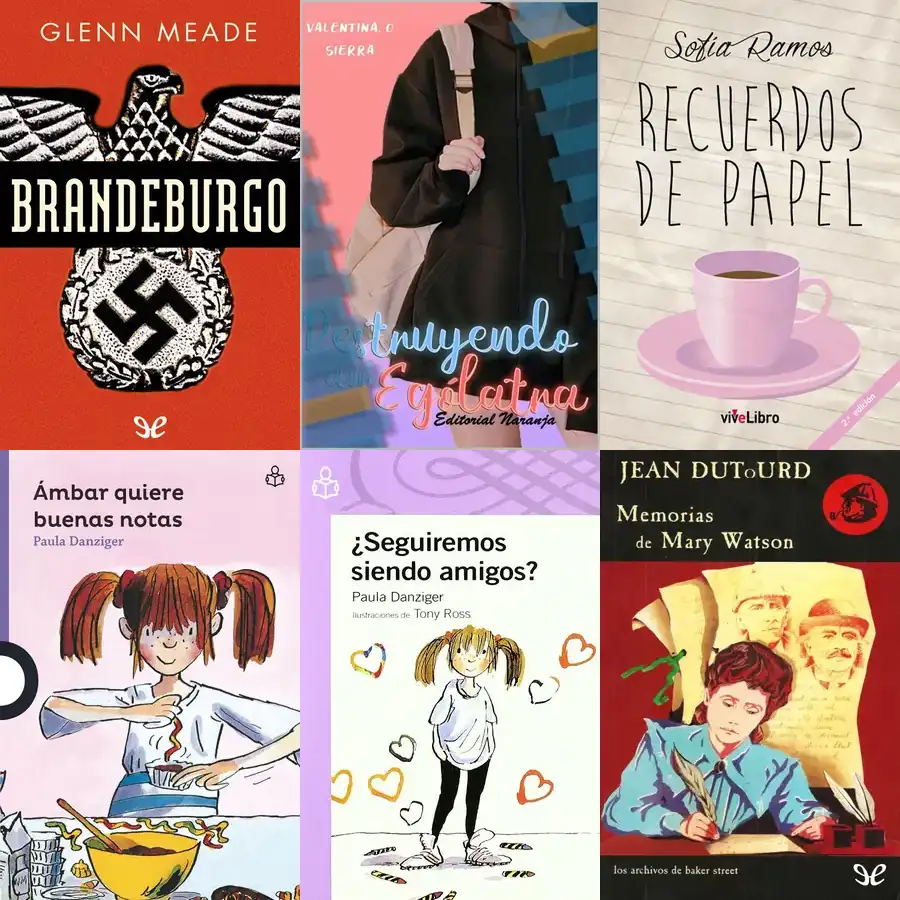 GLENN MEADE
BRANDEBURGO
VALENTINA. O
SIERRA
Destruyendo
Ególatra
Editorial Naranja
Sofía Ramos
RECUERDOS
DE PAPEL
viveLibro
2.ª edición
Ámbar quiere
buenas notas
Paula Danziger
¿Seguiremos
siendo amigos?
Paula Danziger
ilustraciones de Tony Ross
JEAN DUTOURD
Memorias
de Mary Watson
los archivos de baker street